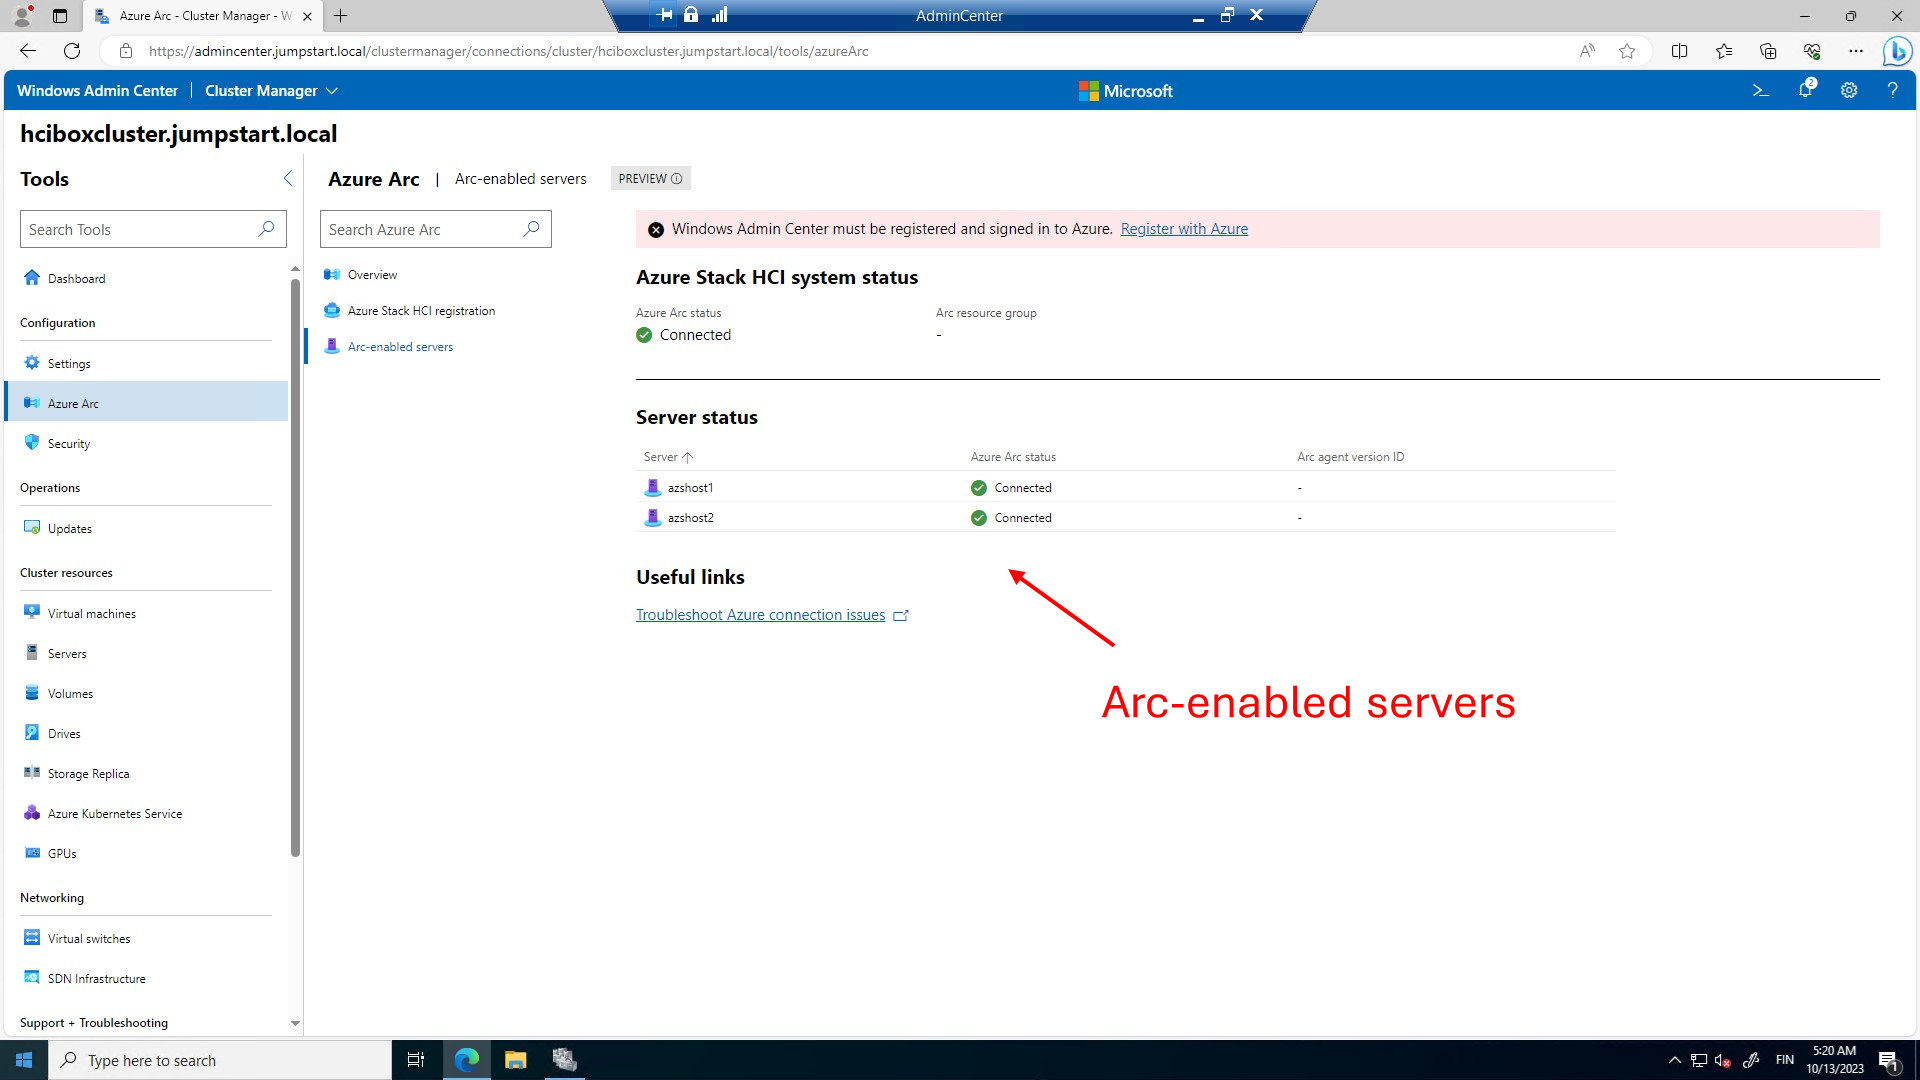 Azure Arc - Cluster Manager - W
AdminCenter
https://admincenter.jumpstart.local/clustermanager/connections/cluster/hciboxcluster.jumpstart.local/tools/azureArc
Windows Admin Center | Cluster Manager
Microsoft
2
hciboxcluster.jumpstart.local
Tools
Search Tools
Dashboard
Configuration
Settings
Azure Arc
Security
Operations
Updates
Cluster resources
Virtual machines
Servers
Volumes
Drives
Storage Replica
Azure Kubernetes Service
GPUs
Networking
Virtual switches
SDN Infrastructure
Support + Troubleshooting
Azure Arc | Arc-enabled servers PREVIEW
Search Azure Arc
Overview
Azure Stack HCI registration
Arc-enabled servers
Windows Admin Center must be registered and signed in to Azure. Register with Azure
Azure Stack HCI system status
Azure Arc status Arc resource group
Connected -
Server status
Server Azure Arc status Arc agent version ID
azshost1 Connected -
azshost2 Connected -
Useful links
Troubleshoot Azure connection issues
Arc-enabled servers
Type here to search
FIN
5:20 AM
10/13/2023
1